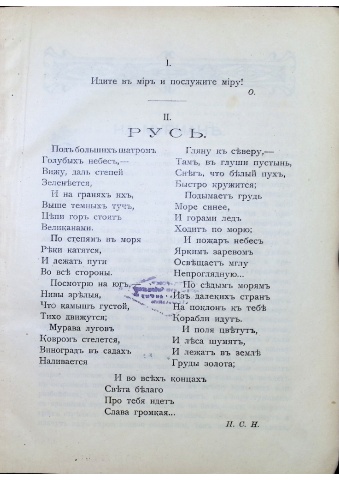 I.
Идите въ міръ и послужите міру!
О.
II.
РУСЬ.
Подъ большимъ шатромъ
Голубыхъ небесъ,—
Вижу, даль степей
Зеленѣется,
И на граняхъ ихъ,
Выше темныхъ тучъ,
Цѣпи горъ стоятъ
Великанами.
По степямъ въ моря
Рѣки катятся,
И лежатъ пути
Во всѣ стороны.
Посмотрю на югъ,—
Нивы зрѣлыя,
Что камышъ густой,
Тихо движутся;
Мурава луговъ
Ковромъ стелется,
Виноградъ въ садахъ
Наливается
Гляну къ сѣверу,—
Тамъ, въ глуши пустынь,
Снѣгъ, что бѣлый пухъ,
Быстро кружится;
Подымаетъ грудь
Море синее,
И горами ледъ
Ходитъ по морю;
И пожаръ небесъ
Яркимъ заревомъ
Освѣщаетъ мглу
Непроглядную...
По сѣдымъ морямъ
Изъ далекихъ странъ
На поклонъ къ тебѣ
Корабли идутъ.
И поля цвѣтутъ,
И лѣса шумятъ,
И лежатъ въ землѣ
Груды золота;
И во всѣхъ концахъ
Свѣта бѣлаго
Про тебя идетъ
Слава громкая...
И. С. Н.